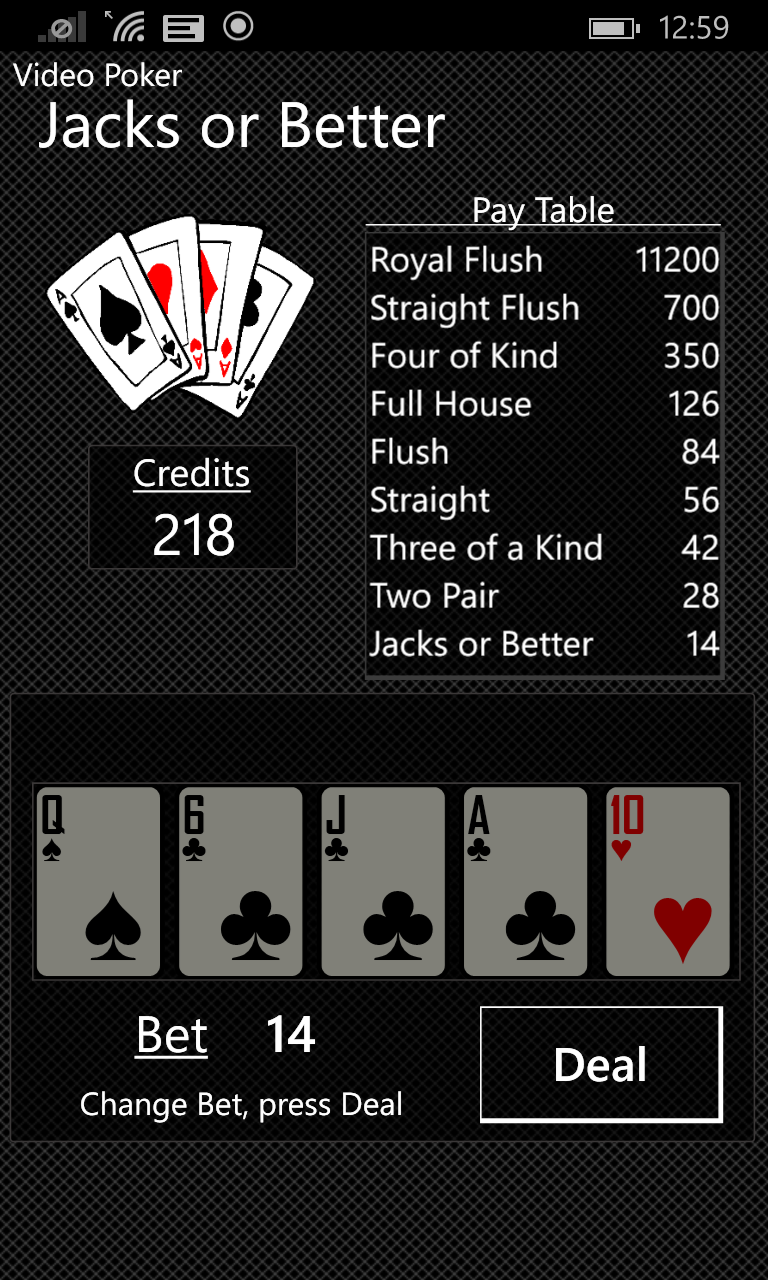 12:59
Video Poker
Jacks or Better
Pay Table
Royal Flush 11200
Straight Flush 700
Four of Kind 350
Full House 126
Flush 84
Straight 56
Three of a Kind 42
Two Pair 28
Jacks or Better 14
A A A A A
Credits
218
Q 6 J A 10
Bet 14
Change Bet, press Deal
Deal